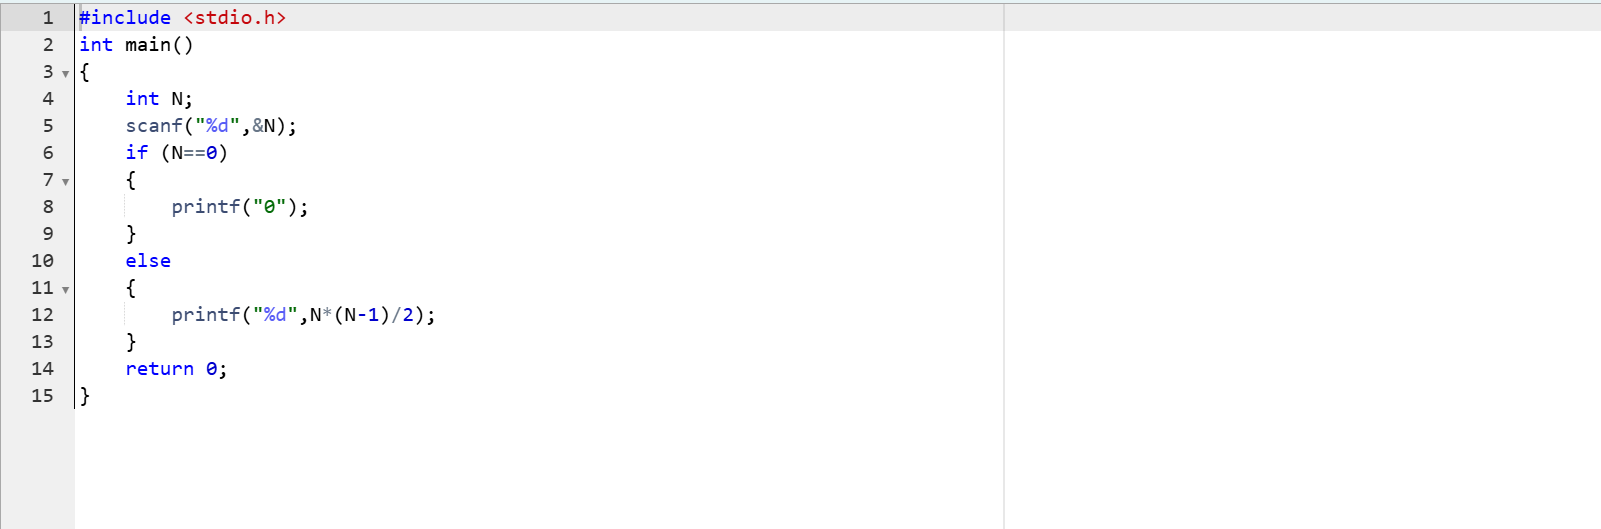 1 #include <stdio.h>
2 int main()
3 {
4     int N;
5     scanf("%d",&N);
6     if (N==0)
7     {
8         printf("0");
9     }
10     else
11     {
12         printf("%d",N*(N-1)/2);
13     }
14     return 0;
15 }